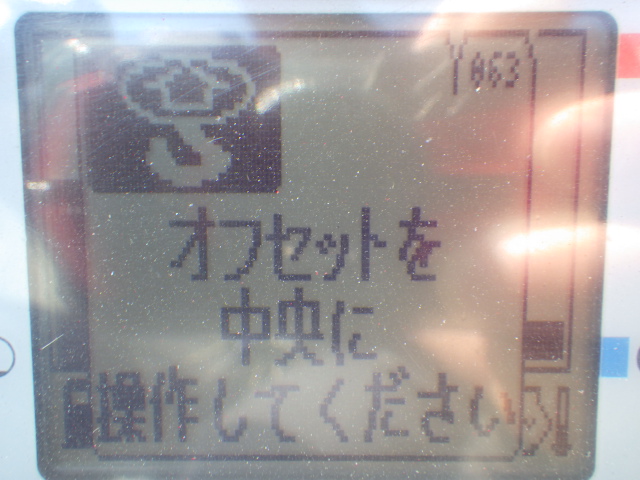 063
オフセットを
中央に
操作してください